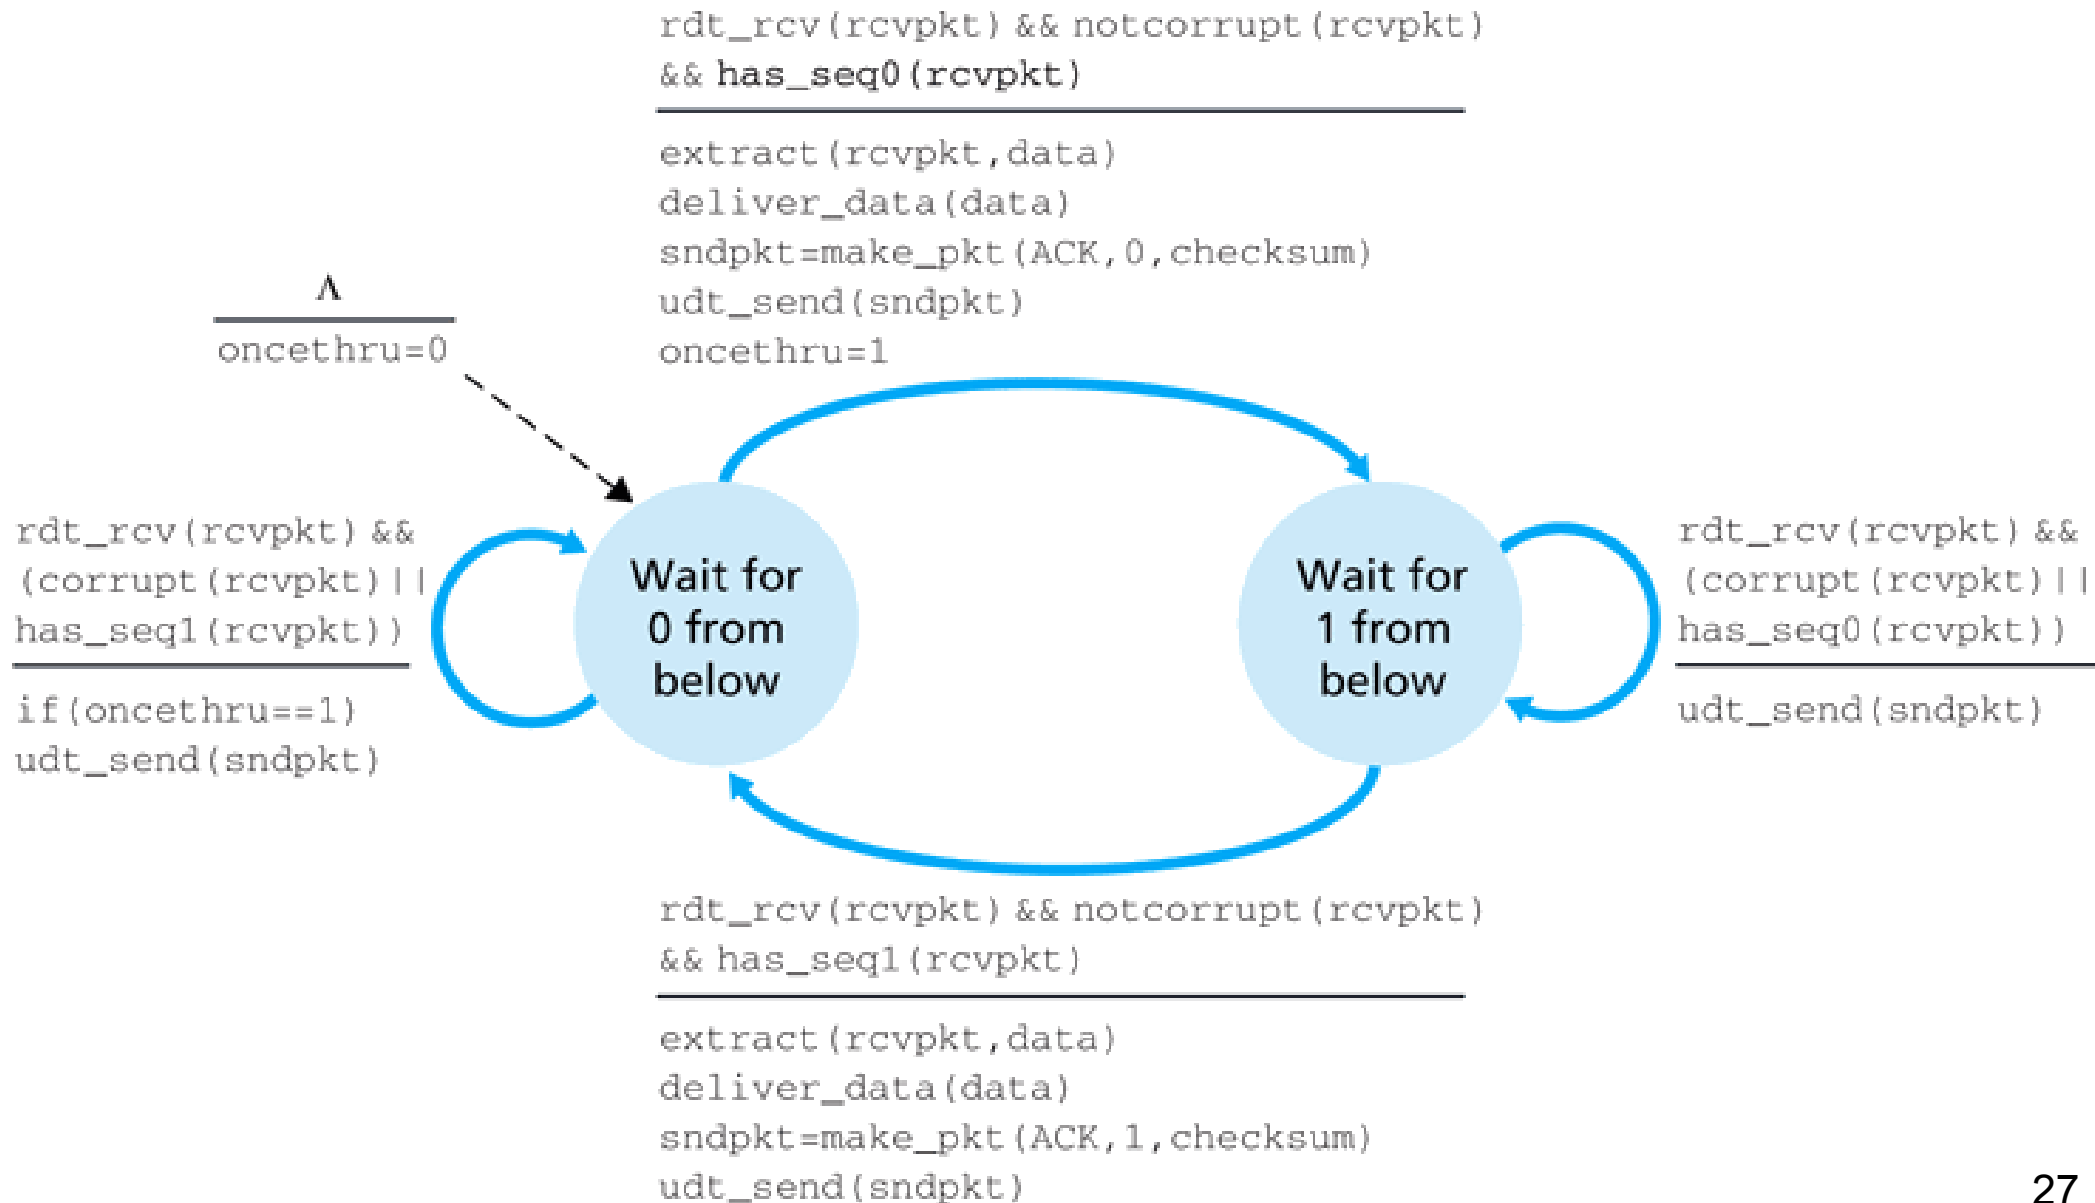 rdt_rcv(rcvpkt) && notcorrupt(rcvpkt)
&& has_seq0(rcvpkt)
extract(rcvpkt,data)
deliver_data(data)
sndpkt=make_pkt(ACK,0,checksum)
udt_send(sndpkt)
oncethru=1
Λ
oncethru=0
rdt_rcv(rcvpkt) &&
(corrupt(rcvpkt)||
has_seq1(rcvpkt))
if(oncethru==1)
udt_send(sndpkt)
Wait for
0 from
below
Wait for
1 from
below
rdt_rcv(rcvpkt) &&
(corrupt(rcvpkt)||
has_seq0(rcvpkt))
udt_send(sndpkt)
rdt_rcv(rcvpkt) && notcorrupt(rcvpkt)
&& has_seq1(rcvpkt)
extract(rcvpkt,data)
deliver_data(data)
sndpkt=make_pkt(ACK,1,checksum)
udt_send(sndpkt)
27